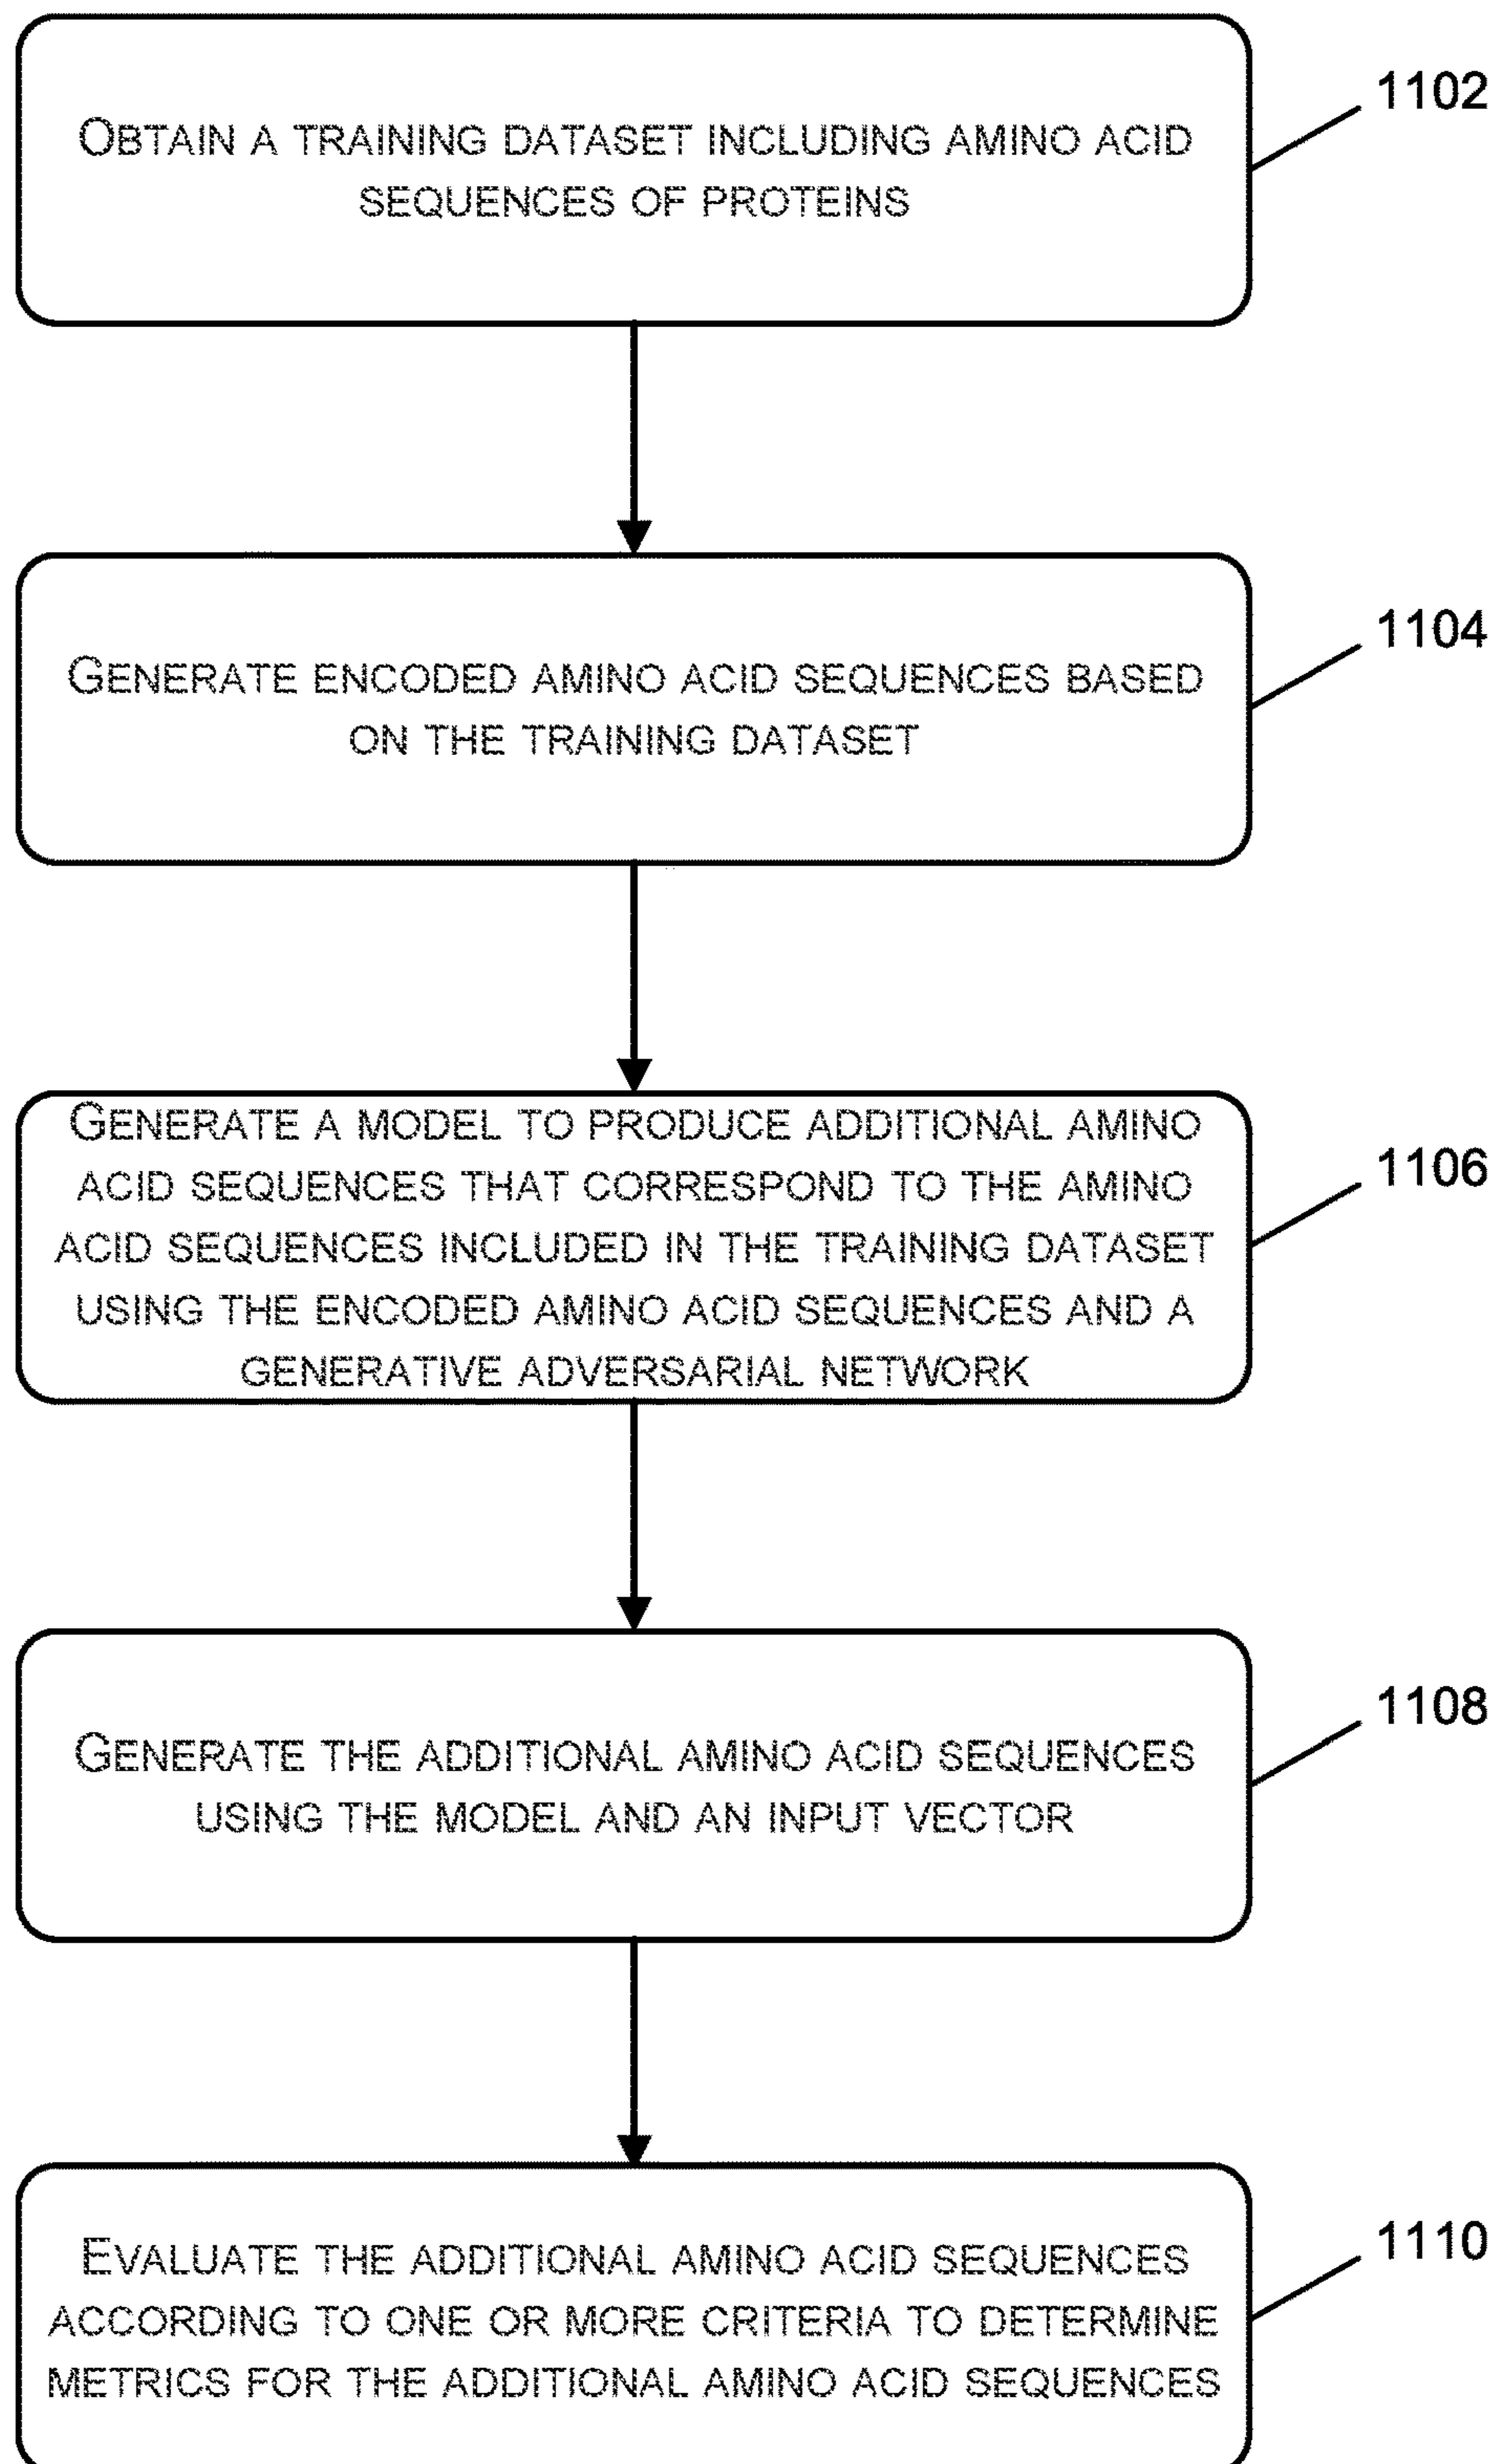 OBTAIN A TRAINING DATASET INCLUDING AMINO ACID
SEQUENCES OF PROTEINS
1102
GENERATE ENCODED AMINO ACID SEQUENCES BASED
ON THE TRAINING DATASET
1104
GENERATE A MODEL TO PRODUCE ADDITIONAL AMINO
ACID SEQUENCES THAT CORRESPOND TO THE AMINO
ACID SEQUENCES INCLUDED IN THE TRAINING DATASET
USING THE ENCODED AMINO ACID SEQUENCES AND A
GENERATIVE ADVERSARIAL NETWORK
1106
GENERATE THE ADDITIONAL AMINO ACID SEQUENCES
USING THE MODEL AND AN INPUT VECTOR
1108
EVALUATE THE ADDITIONAL AMINO ACID SEQUENCES
ACCORDING TO ONE OR MORE CRITERIA TO DETERMINE
METRICS FOR THE ADDITIONAL AMINO ACID SEQUENCES
1110